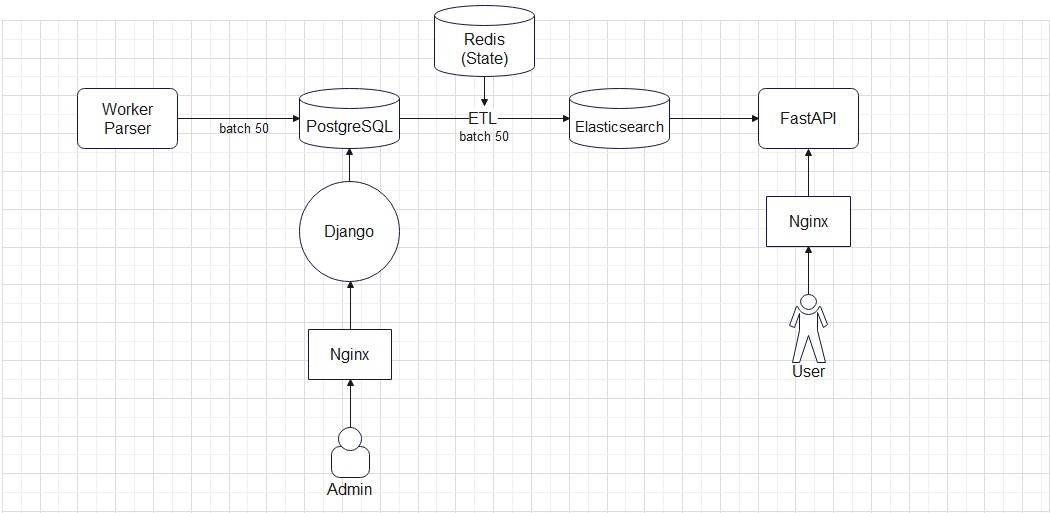 Redis
(State)
Worker
Parser
batch 50
PostgreSQL
ETL
batch 50
Elasticsearch
FastAPI
Django
Nginx
Nginx
User
Admin